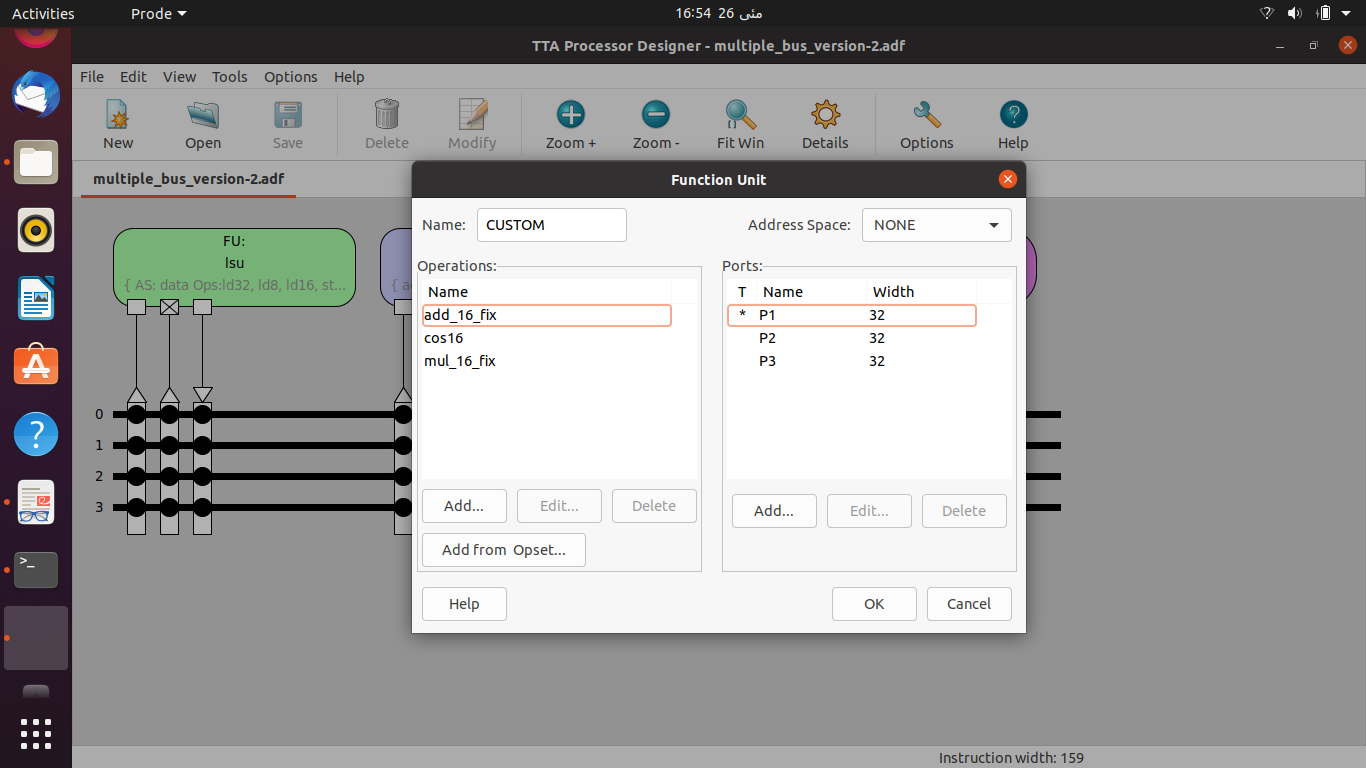 Activities
Prode
16:54 26 مئی
TTA Processor Designer - multiple_bus_version-2.adf
File Edit View Tools Options Help
New Open Save Delete Modify Zoom + Zoom - Fit Win Details Options Help
multiple_bus_version-2.adf
FU:
lsu
{ AS: data Ops:ld32, ld8, ld16, st...
0
1
2
3
Function Unit
Name: CUSTOM
Address Space: NONE
Operations:
Name
add_16_fix
cos16
mul_16_fix
Add... Edit... Delete
Add from Opset...
Ports:
T Name Width
* P1 32
P2 32
P3 32
Add... Edit... Delete
Help OK Cancel
Instruction width: 159